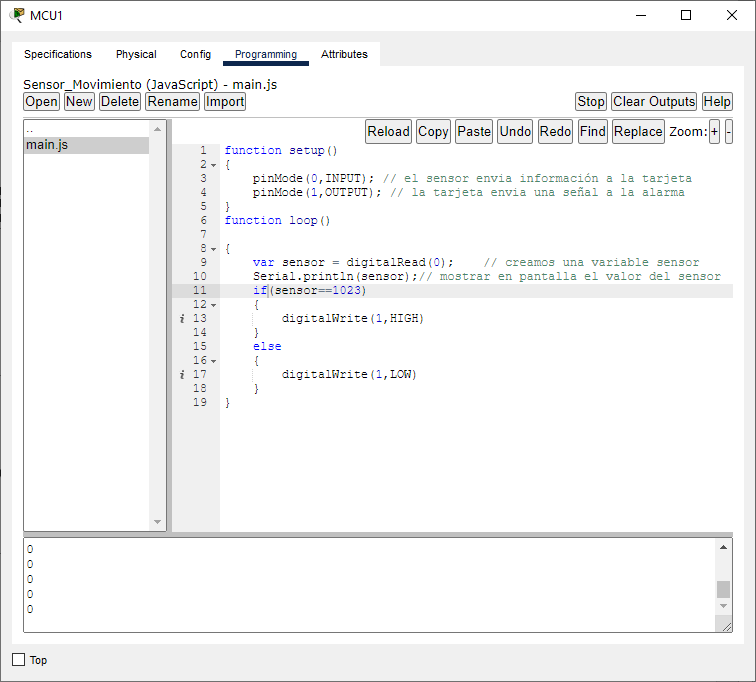 MCU1
Specifications Physical Config Programming Attributes
Sensor_Movimiento (JavaScript) - main.js
Open New Delete Rename Import Stop Clear Outputs Help
..
main.js
Reload Copy Paste Undo Redo Find Replace Zoom: + -
1 function setup()
2 {
3 pinMode(0,INPUT); // el sensor envia información a la tarjeta
4 pinMode(1,OUTPUT); // la tarjeta envia una señal a la alarma
5 }
6 function loop()
7
8 {
9 var sensor = digitalRead(0); // creamos una variable sensor
10 Serial.println(sensor);// mostrar en pantalla el valor del sensor
11 if(sensor==1023)
12 {
i 13 digitalWrite(1,HIGH)
14 }
15 else
16 {
i 17 digitalWrite(1,LOW)
18 }
19 }
0
0
0
0
0
Top